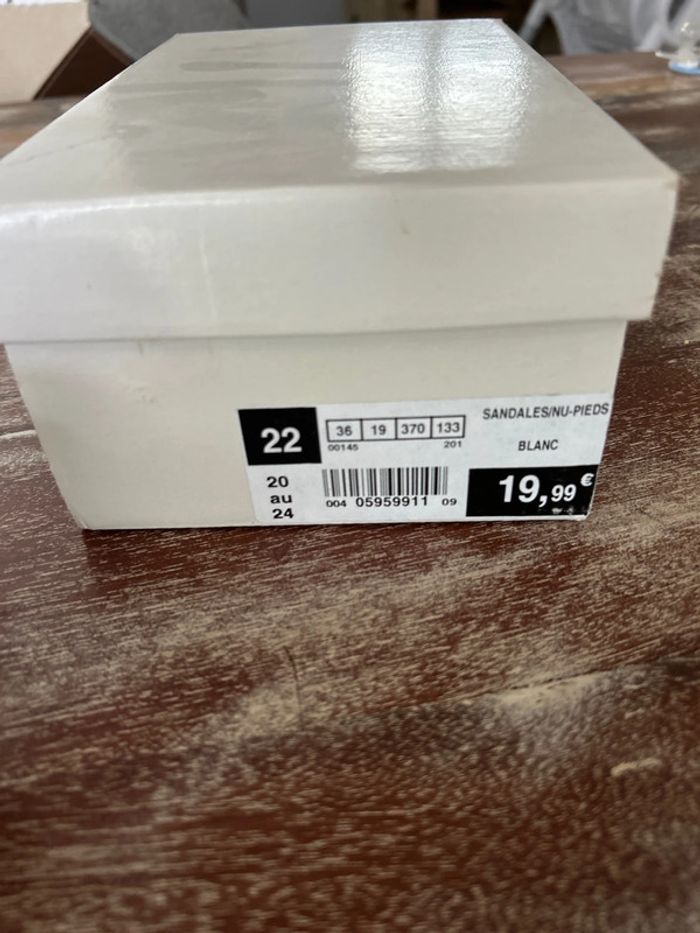 22
36 19 370 133
00145 201
SANDALES/NU-PIEDS
BLANC
20
au
24
004 05959911 09
19,99€